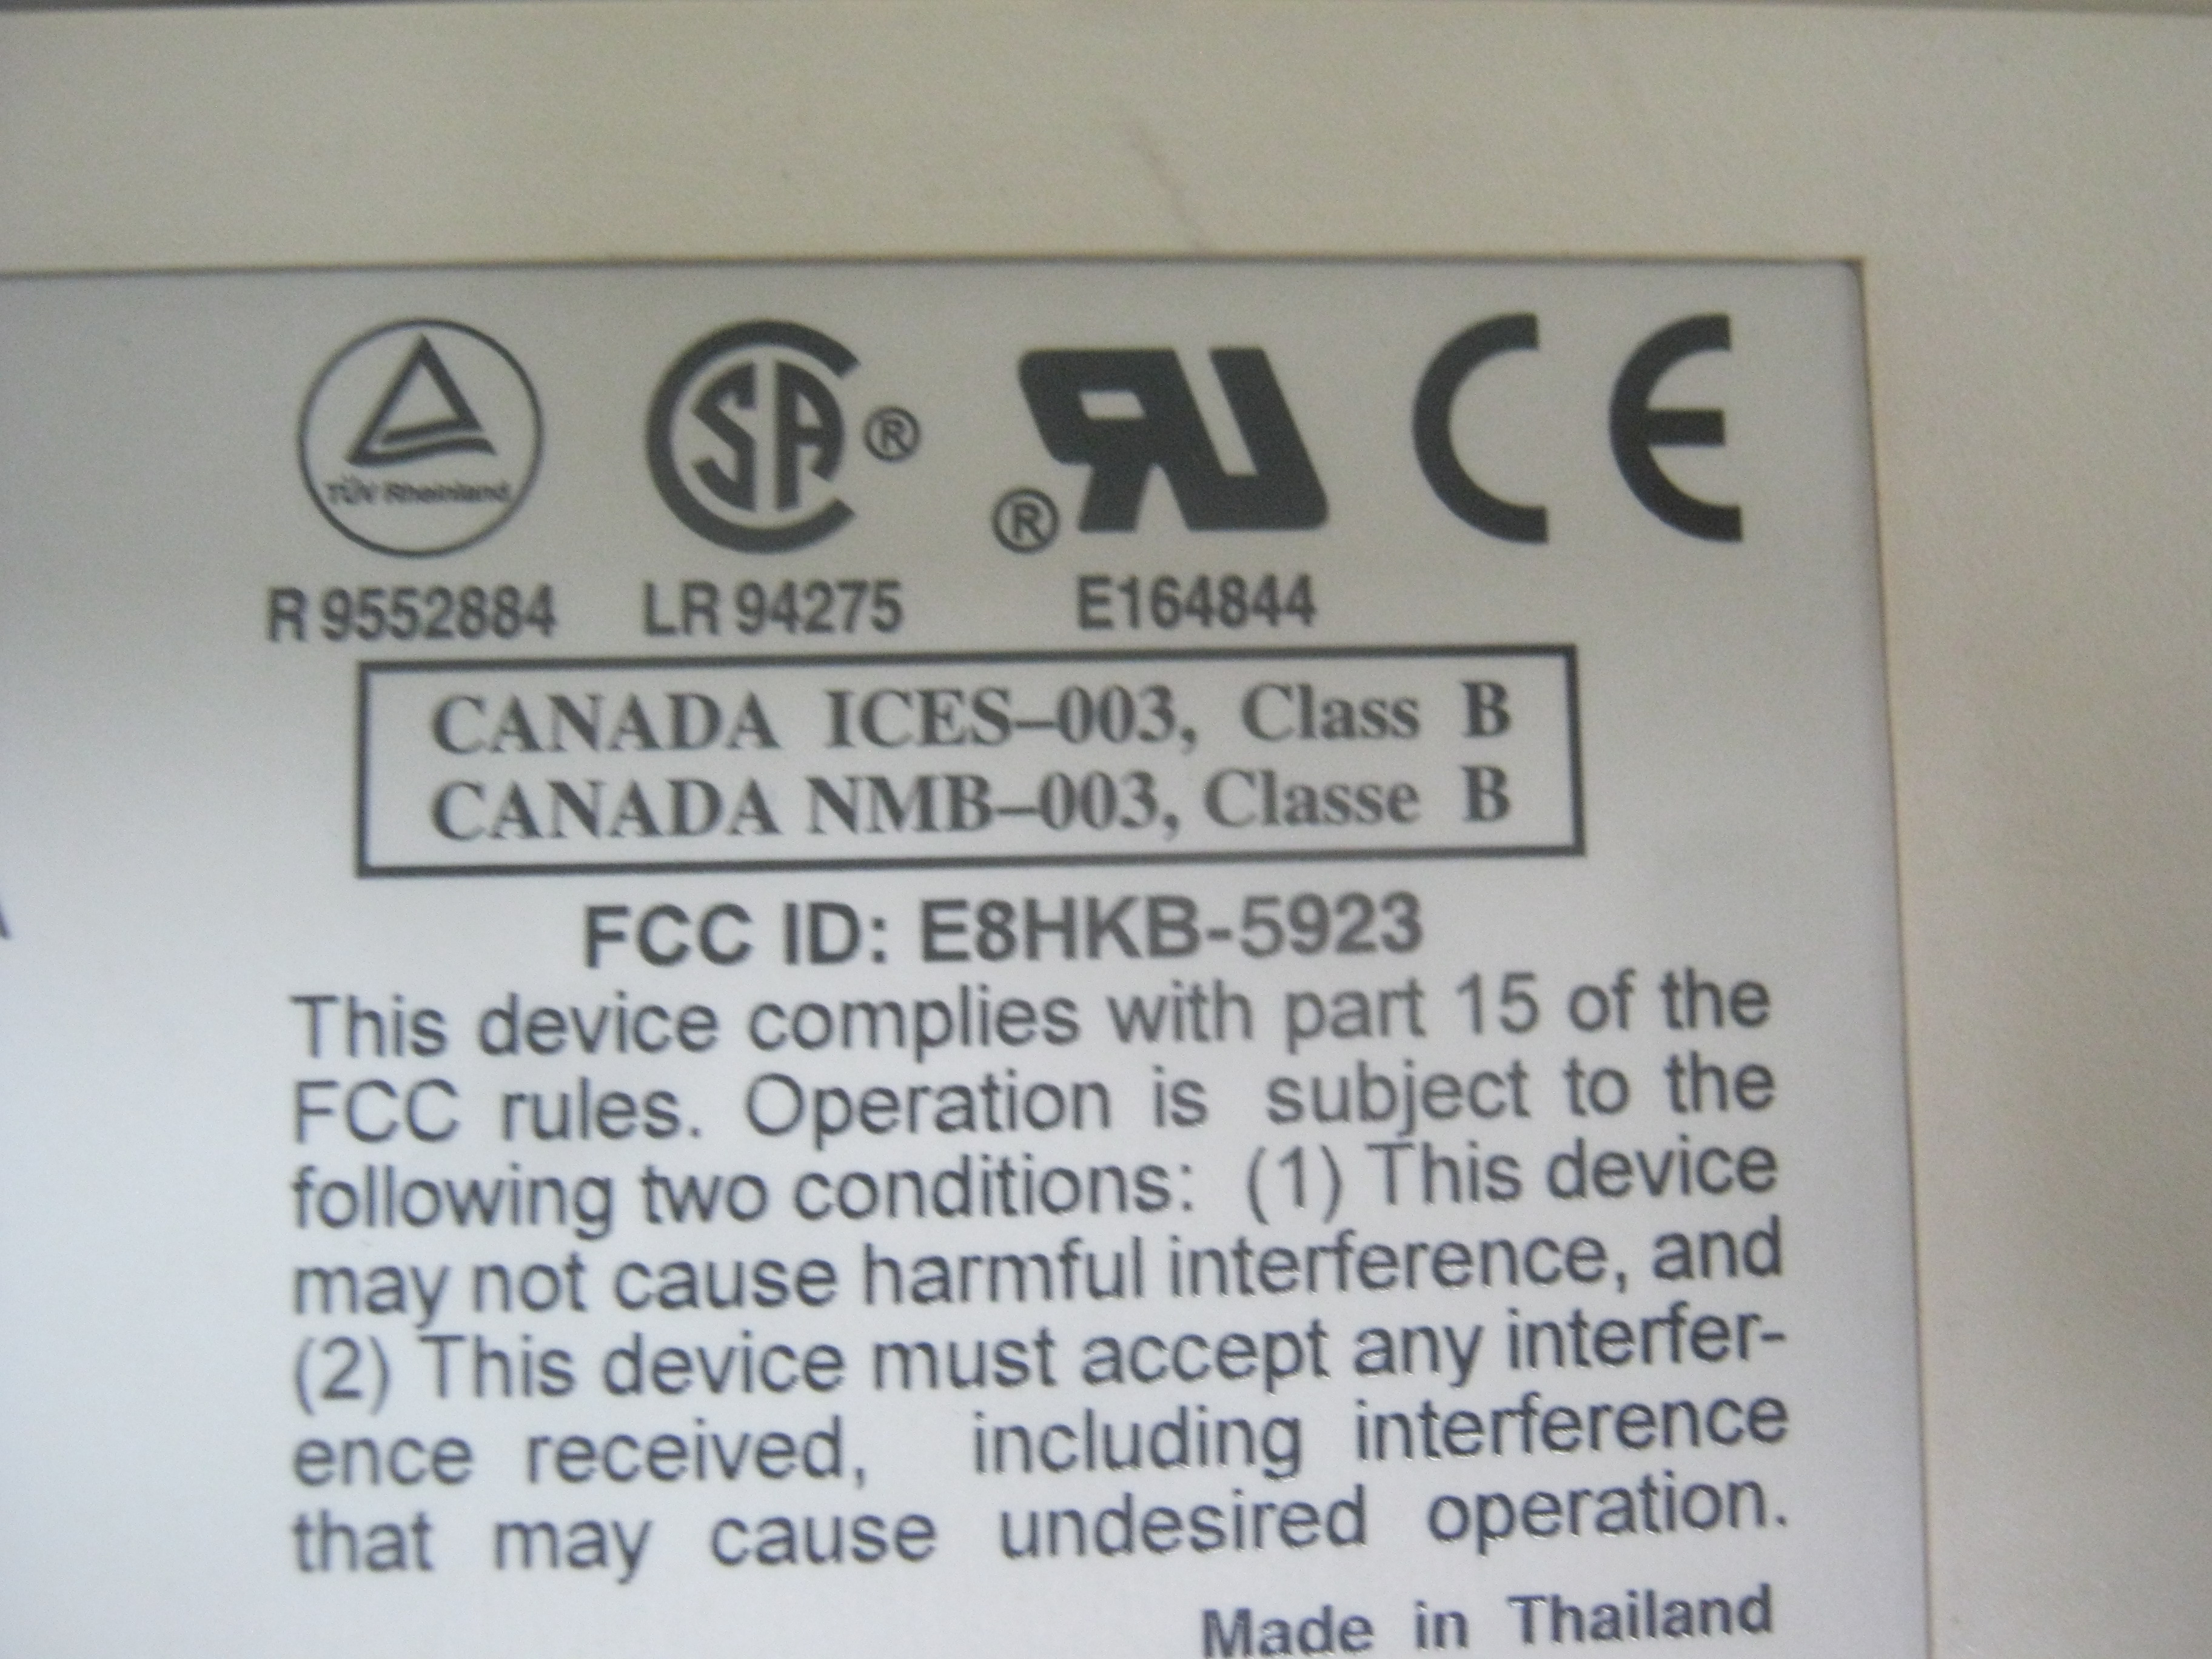 TÜV Rheinland
CSA ® ® RU CE
R 9552884 LR 94275 E164844
CANADA ICES–003, Class B
CANADA NMB–003, Classe B
FCC ID: E8HKB-5923
This device complies with part 15 of the
FCC rules. Operation is subject to the
following two conditions: (1) This device
may not cause harmful interference, and
(2) This device must accept any interfer-
ence received, including interference
that may cause undesired operation.
Made in Thailand